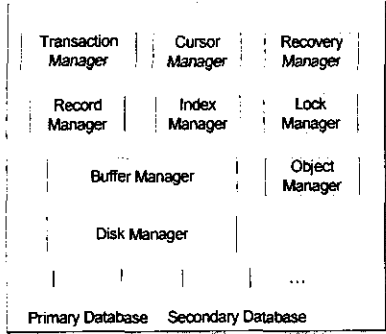 Transaction Manager
Cursor Manager
Recovery Manager
Record Manager
Index Manager
Lock Manager
Buffer Manager
Object Manager
Disk Manager
...
Primary Database
Secondary Database